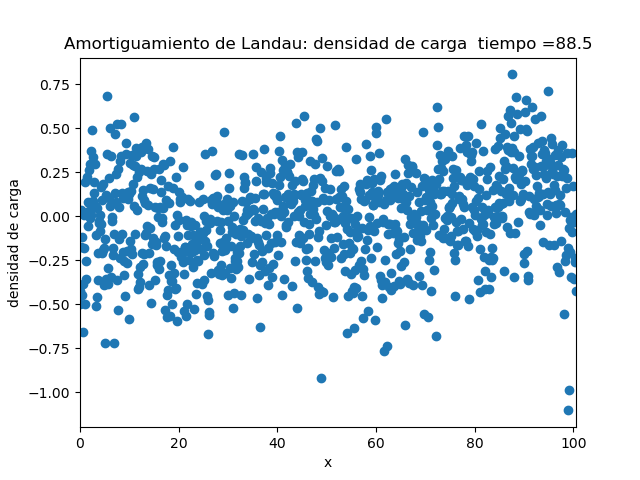 Amortiguamiento de Landau: densidad de carga  tiempo =88.5
densidad de carga
0.75
0.50
0.25
0.00
−0.25
−0.50
−0.75
−1.00
0 20 40 60 80 100
x